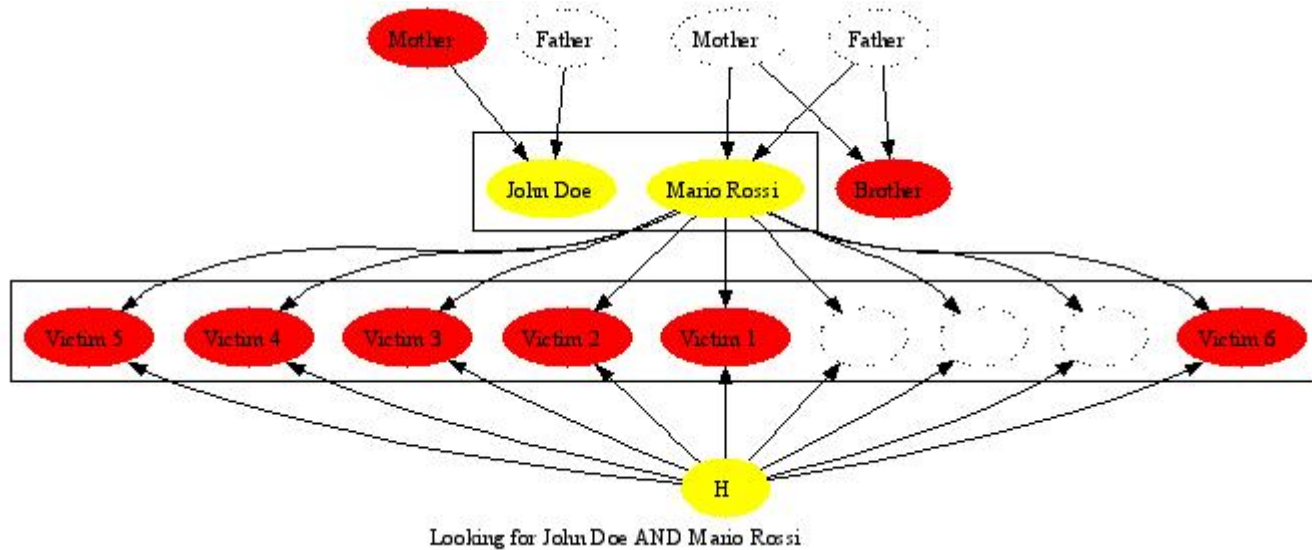 Mother Father Mother Father
John Doe Mario Rossi Brother
Victim 5 Victim 4 Victim 3 Victim 2 Victim 1 Victim 6
H
Looking for John Doe AND Mario Rossi